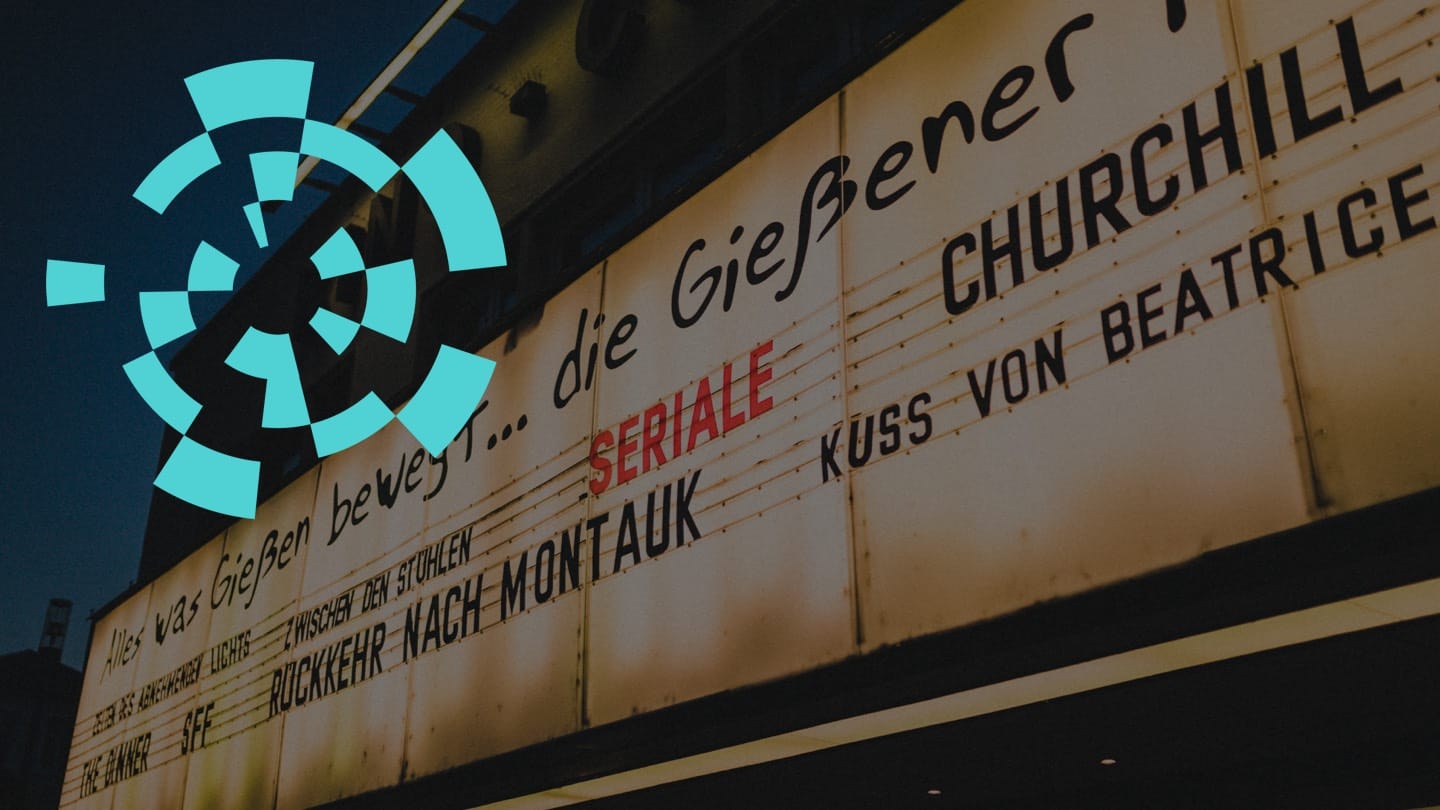 Alles was Gießen bewegt... die Gießener
ZEITEN DES ABNEHMENDEN LICHTS
ZWISCHEN DEN STÜHLEN
SERIALE
CHURCHILL
THE DINNER
SFF
RÜCKKEHR NACH MONTAUK
KUSS VON BEATRICE